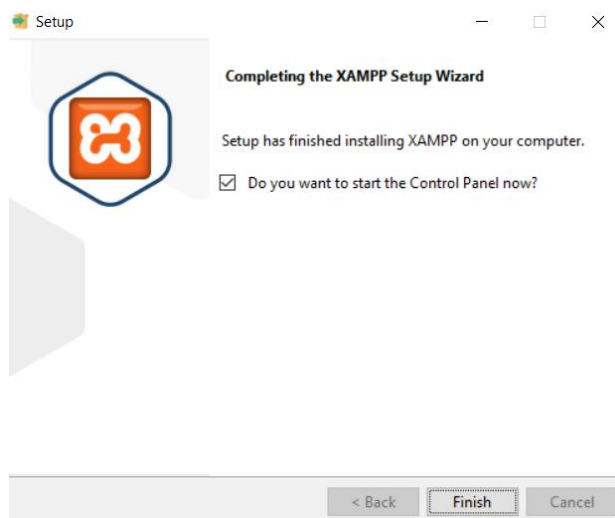 Setup
Completing the XAMPP Setup Wizard
Setup has finished installing XAMPP on your computer.
Do you want to start the Control Panel now?
< Back Finish Cancel